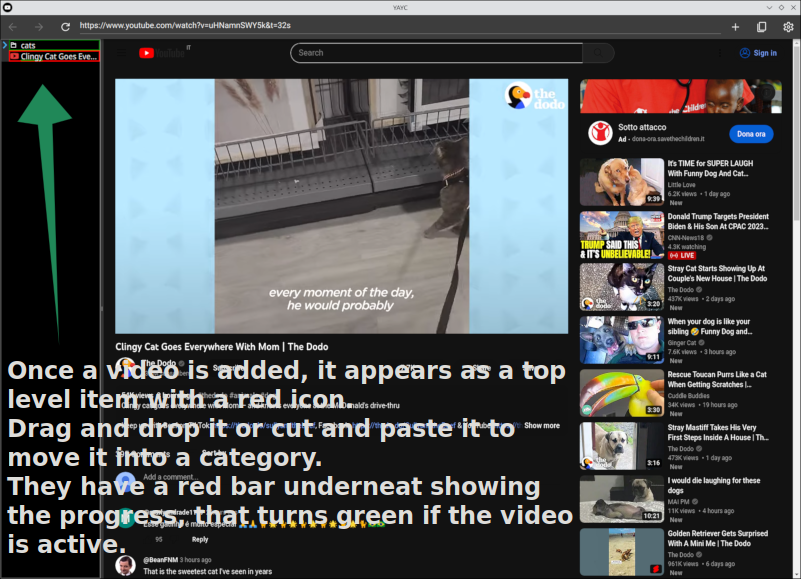 YAYC
https://www.youtube.com/watch?v=uHNamnSWY5k&t=32s
cats
Clingy Cat Goes Eve...
YouTube IT
Search
Sign in
the dodo
every moment of the day,
he would probably
Clingy Cat Goes Everywhere With Mom | The Dodo
The Dodo
Once a video is added, it appears as a top
level item with a red icon.
Drag and drop it or cut and paste it to
move it into a category.
They have a red bar underneat showing
the progress, that turns green if the video
is active.
Show more
Add a comment...
95 Reply
@BeanFNM 3 hours ago
That is the sweetest cat I've seen in years
Sotto attacco
Ad · dona-ora.savethechildren.it
Dona ora
It's TIME for SUPER LAUGH
With Funny Dog And Cat...
Little Love
6.2K views • 1 day ago
New
9:39
Donald Trump Targets President
Biden & His Son At CPAC 2023...
CNN-News18
4.3K watching
LIVE
TRUMP SAID THIS
& IT'S UNBELIEVABLE!
Stray Cat Starts Showing Up At
Couple's New House | The Dodo
The Dodo
437K views • 2 days ago
New
3:20
When your dog is like your
sibling 🤣 Funny Dog and...
Ginger Cat
7.6K views • 3 hours ago
New
9:11
Rescue Toucan Purrs Like a Cat
When Getting Scratches |...
Cuddle Buddies
34K views • 19 hours ago
New
3:30
Stray Mastiff Takes His Very
First Steps Inside A House | Th...
The Dodo
473K views • 1 day ago
New
3:16
I would die laughing for these
dogs
MAI PM
11K views • 4 hours ago
New
10:21
Golden Retriever Gets Surprised
With A Mini Me | The Dodo
The Dodo
961K views • 6 days ago
New